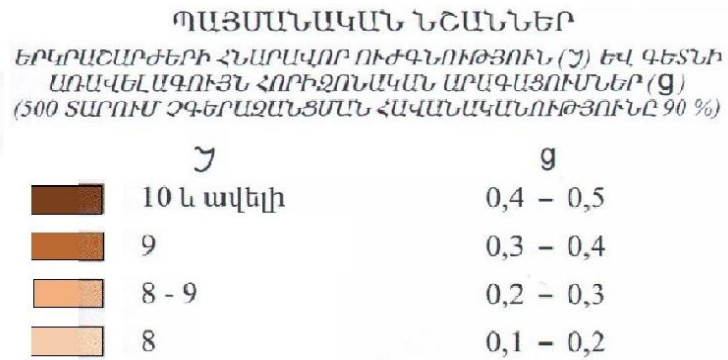 ՊԱՅՄԱՆԱԿԱՆ ՆՇԱՆՆԵՐ
ԵՐԿՐԱՇԱՐԺԵՐԻ ՀՆԱՐԱՎՈՐ ՈՒԺԳՆՈՒԹՅՈՒՆ (Մ) ԵՎ ԳԵՏՆԻ
ԱՌԱՎԵԼԱԳՈՒՅՆ ՀՈՐԻԶՈՆԱԿԱՆ ԱՐԱԳԱՑՈՒՄՆԵՐ (g)
(500 ՏԱՐՈՒՄ ՉԳԵՐԱԶԱՆՑՄԱՆ ՀԱՎԱՆԱԿԱՆՈՒԹՅՈՒՆԸ 90 %)
Մ g
10 և ավելի 0,4 – 0,5
9 0,3 – 0,4
8 - 9 0,2 – 0,3
8 0,1 – 0,2